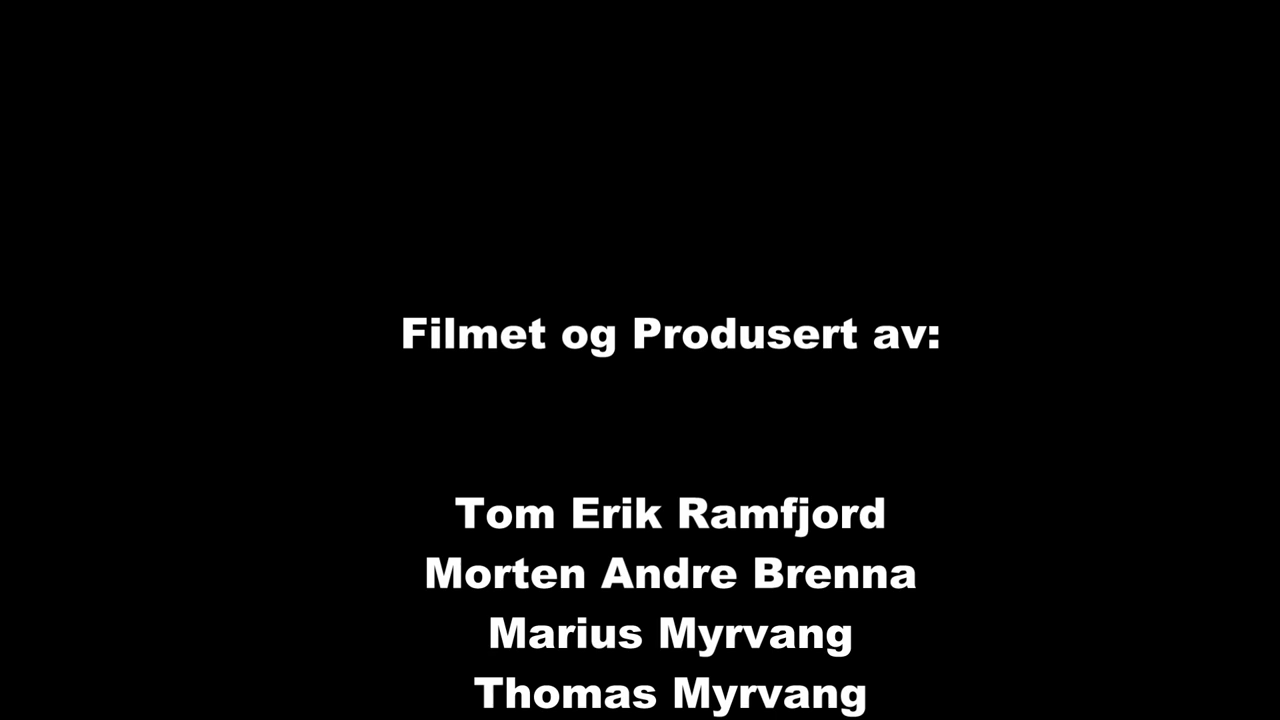 Filmet og Produsert av:
Tom Erik Ramfjord
Morten Andre Brenna
Marius Myrvang
Thomas Myrvang